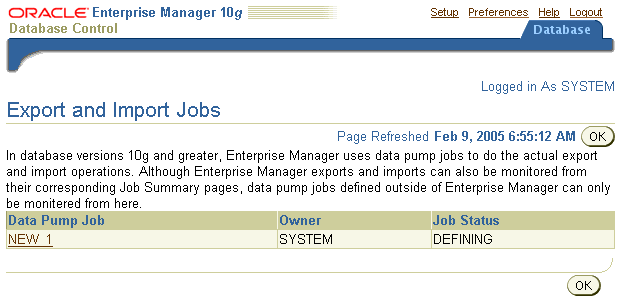 ORACLE Enterprise Manager 10g
Setup Preferences Help Logout
Database Control
Database
Logged in As SYSTEM
Export and Import Jobs
Page Refreshed Feb 9, 2005 6:55:12 AM OK
In database versions 10g and greater, Enterprise Manager uses data pump jobs to do the actual export
and import operations. Although Enterprise Manager exports and imports can also be monitored from
their corresponding Job Summary pages, data pump jobs defined outside of Enterprise Manager can only
be monitered from here.
Data Pump Job Owner Job Status
NEW_1 SYSTEM DEFINING
OK